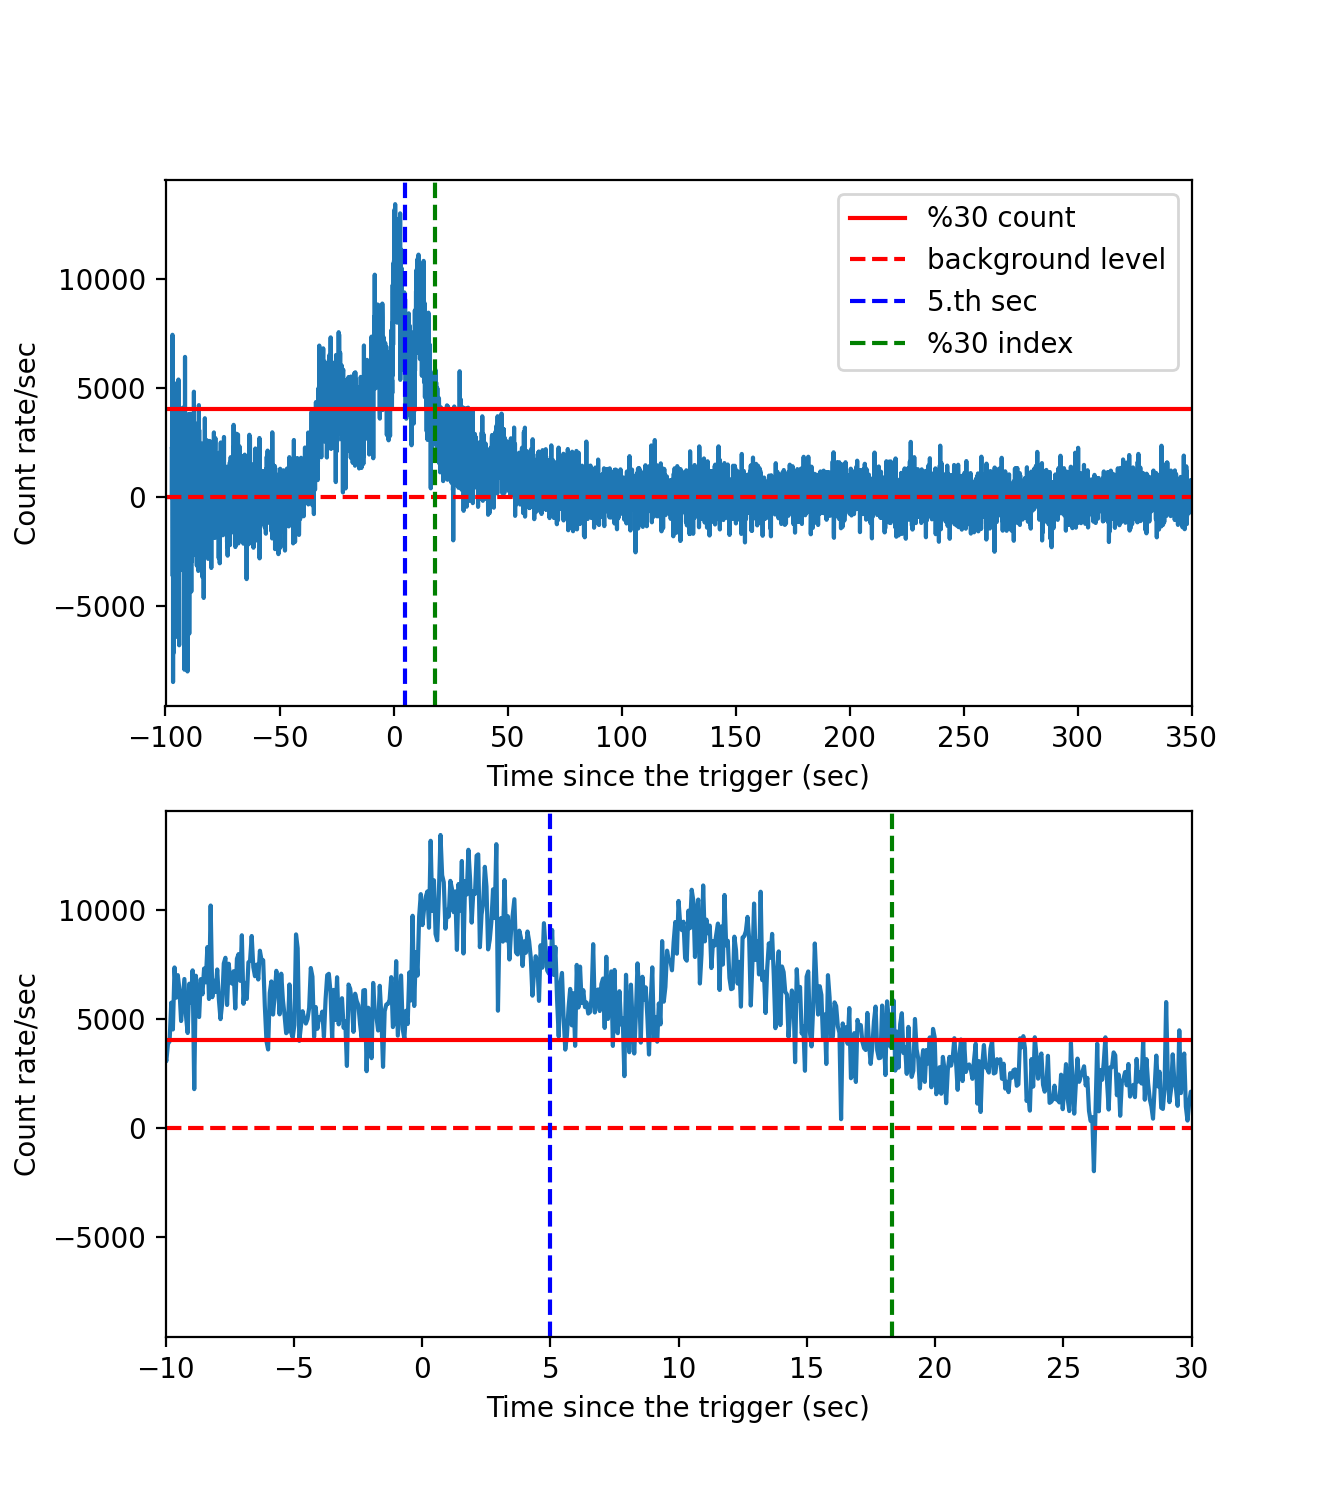 %30 count
background level
5.th sec
%30 index
10000
5000
0
−5000
Count rate/sec
−100 −50 0 50 100 150 200 250 300 350
Time since the trigger (sec)
10000
5000
0
−5000
Count rate/sec
−10 −5 0 5 10 15 20 25 30
Time since the trigger (sec)